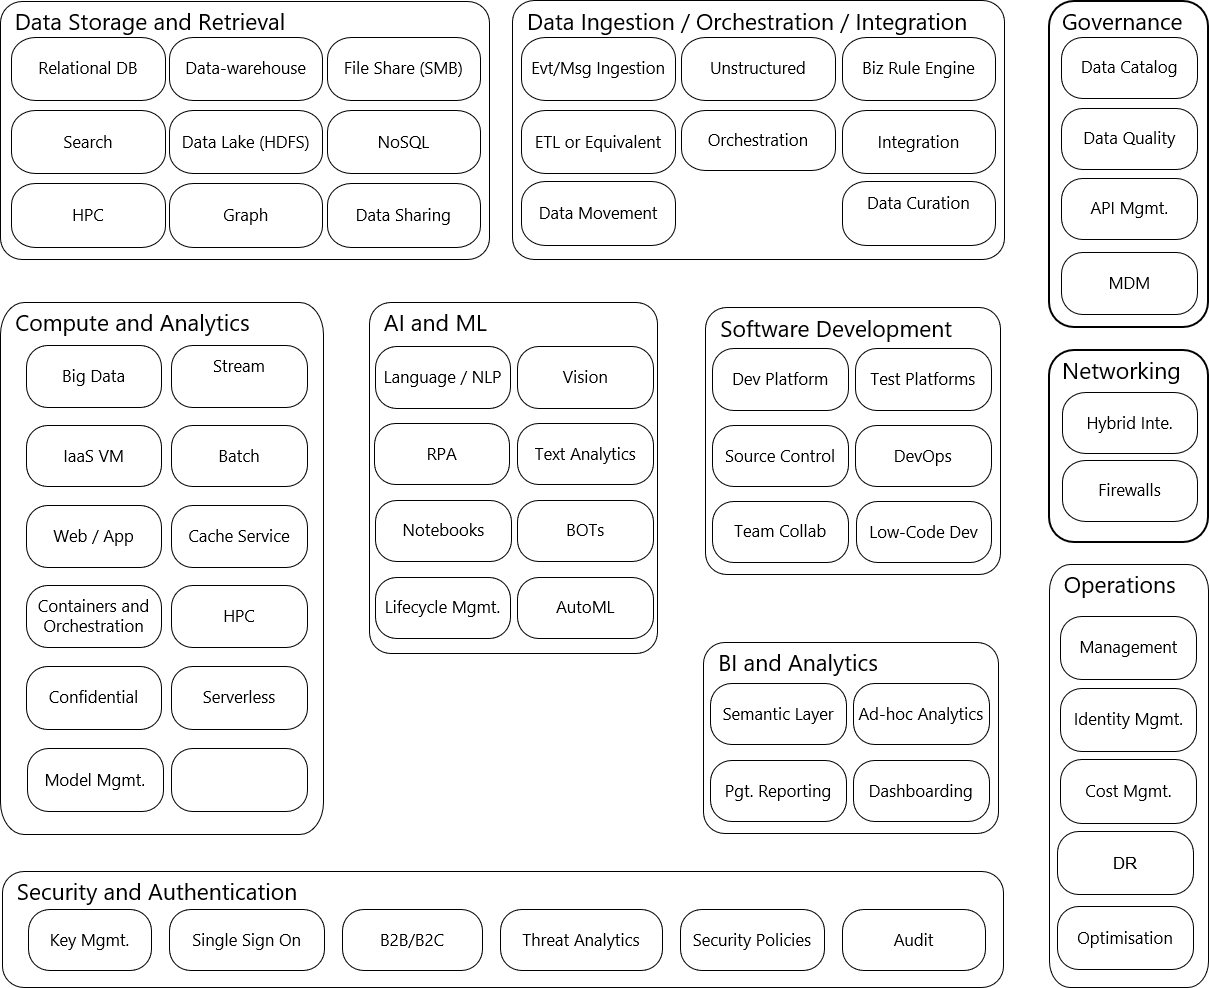 Data Storage and Retrieval
Relational DB
Data-warehouse
File Share (SMB)
Search
Data Lake (HDFS)
NoSQL
HPC
Graph
Data Sharing
Data Ingestion / Orchestration / Integration
Evt/Msg Ingestion
Unstructured
Biz Rule Engine
ETL or Equivalent
Orchestration
Integration
Data Movement
Data Curation
Governance
Data Catalog
Data Quality
API Mgmt.
MDM
Compute and Analytics
Big Data
Stream
IaaS VM
Batch
Web / App
Cache Service
Containers and
Orchestration
HPC
Confidential
Serverless
Model Mgmt.
AI and ML
Language / NLP
Vision
RPA
Text Analytics
Notebooks
BOTs
Lifecycle Mgmt.
AutoML
Software Development
Dev Platform
Test Platforms
Source Control
DevOps
Team Collab
Low-Code Dev
Networking
Hybrid Inte.
Firewalls
BI and Analytics
Semantic Layer
Ad-hoc Analytics
Pgt. Reporting
Dashboarding
Operations
Management
Identity Mgmt.
Cost Mgmt.
DR
Optimisation
Security and Authentication
Key Mgmt.
Single Sign On
B2B/B2C
Threat Analytics
Security Policies
Audit